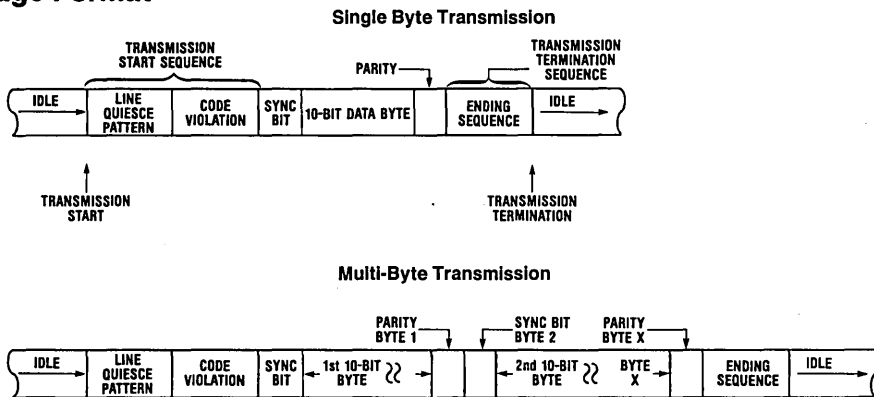 Single Byte Transmission
TRANSMISSION
START SEQUENCE
PARITY
TRANSMISSION
TERMINATION
SEQUENCE
IDLE
LINE
QUIESCE
PATTERN
CODE
VIOLATION
SYNC
BIT
10-BIT DATA BYTE
ENDING
SEQUENCE
IDLE
TRANSMISSION
START
TRANSMISSION
TERMINATION
Multi-Byte Transmission
PARITY
BYTE 1
SYNC BIT
BYTE 2
PARITY
BYTE X
IDLE
LINE
QUIESCE
PATTERN
CODE
VIOLATION
SYNC
BIT
1st 10-BIT
BYTE
2nd 10-BIT
BYTE
BYTE
X
ENDING
SEQUENCE
IDLE